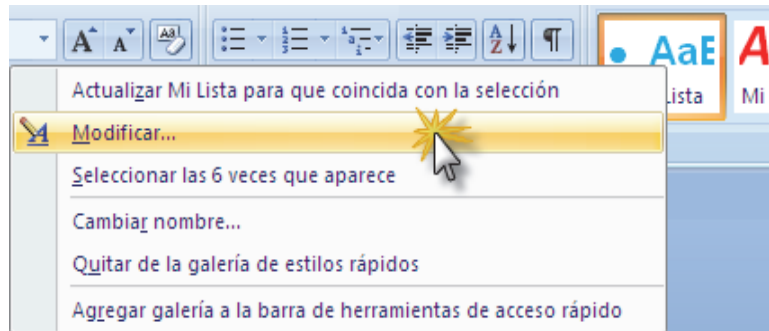 AaB
Lista
Mi
Actualizar Mi Lista para que coincida con la selección
Modificar...
Seleccionar las 6 veces que aparece
Cambiar nombre...
Quitar de la galería de estilos rápidos
Agregar galería a la barra de herramientas de acceso rápido